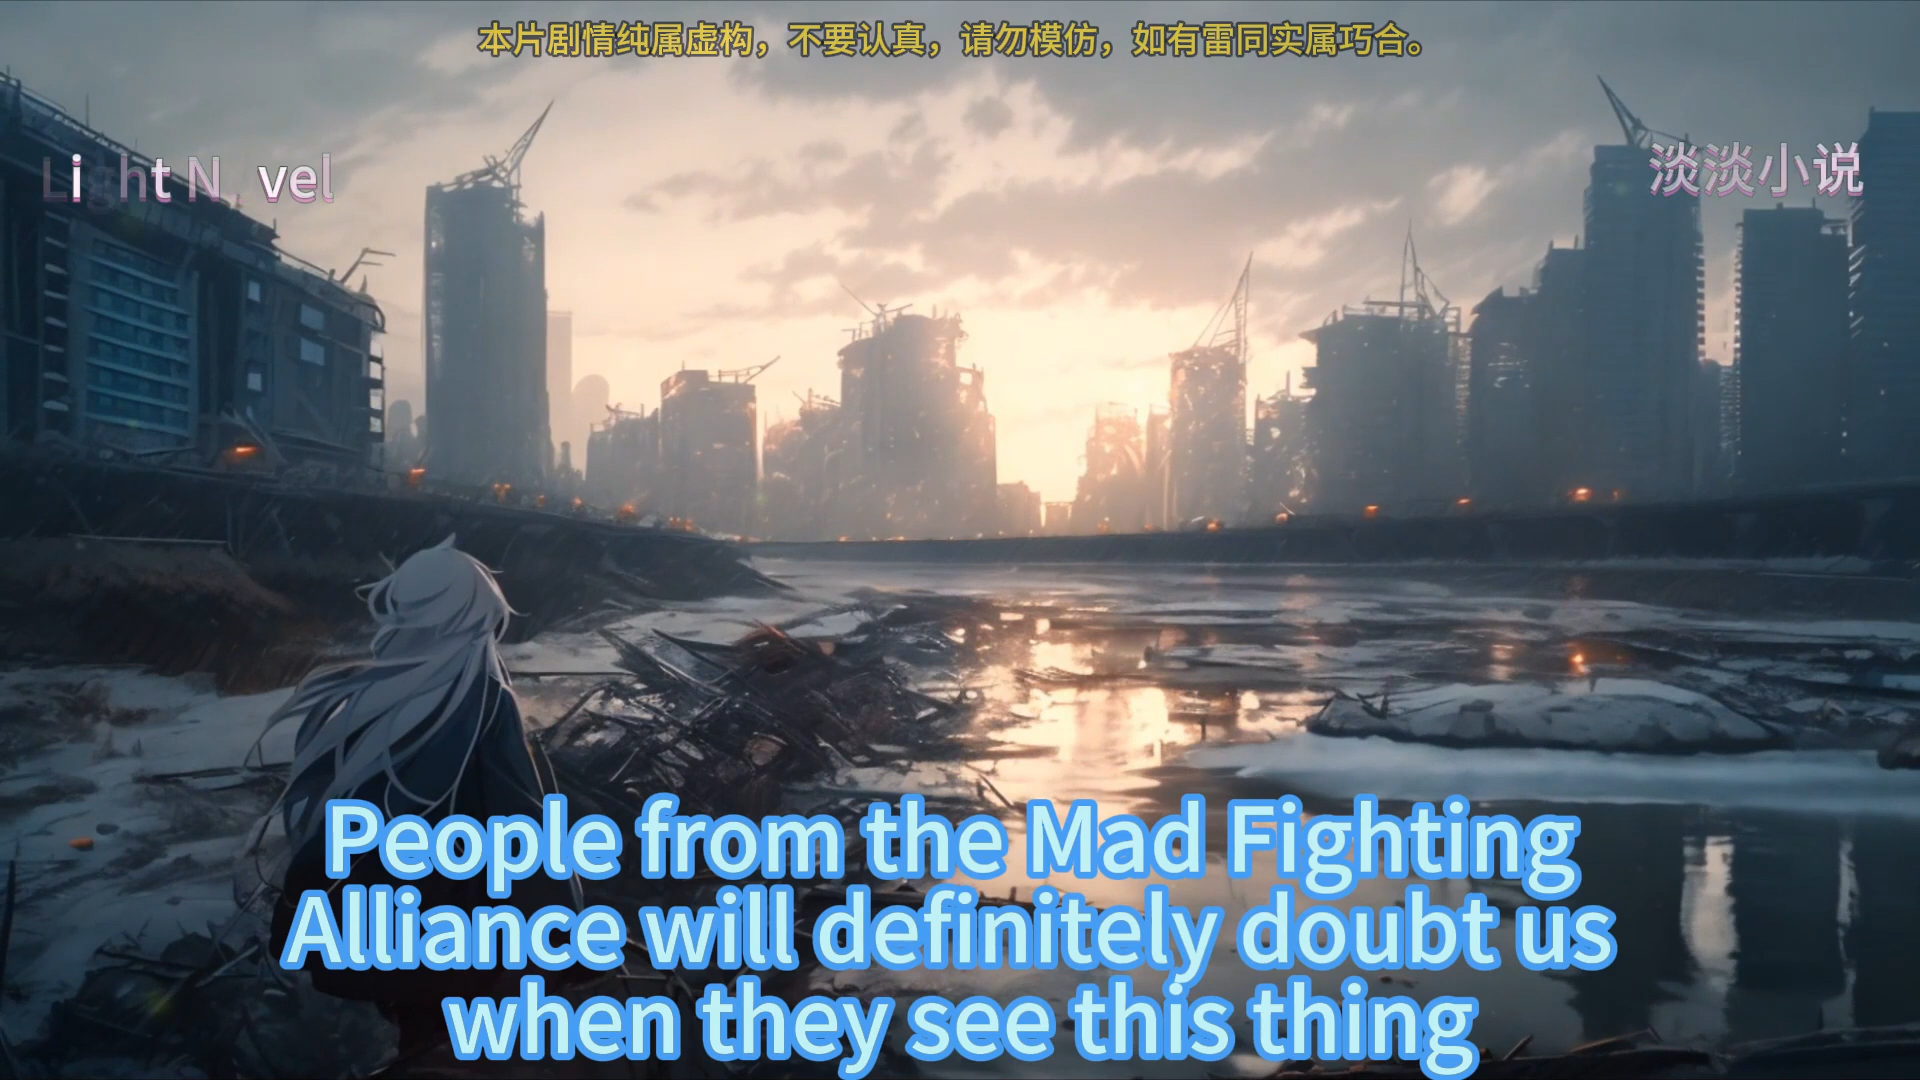 本片剧情纯属虚构，不要认真，请勿模仿，如有雷同实属巧合。
Light N vel
淡淡小说
People from the Mad Fighting
Alliance will definitely doubt us
when they see this thing